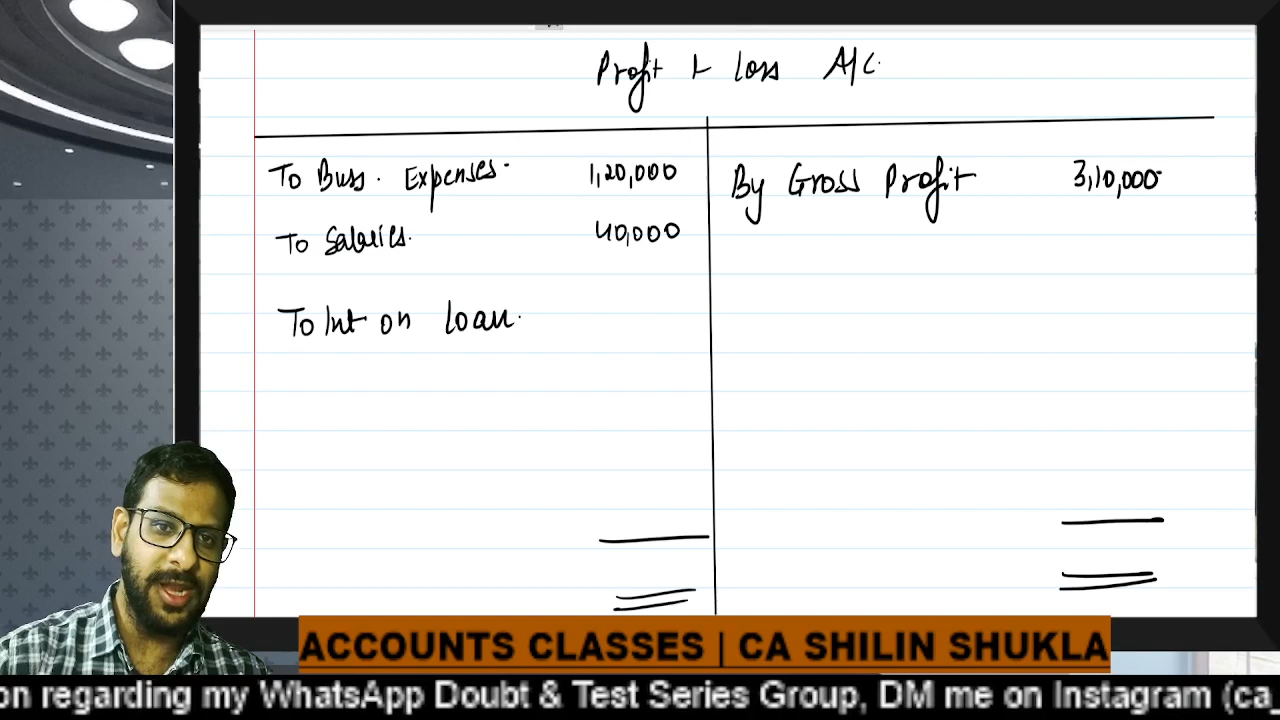 Profit & Loss A/C.
To Buss. Expenses. 1,20,000
By Gross Profit 3,10,000
To Salaries. 40,000
To Int on loan.
ACCOUNTS CLASSES | CA SHILIN SHUKLA
on regarding my WhatsApp Doubt & Test Series Group, DM me on Instagram (ca_